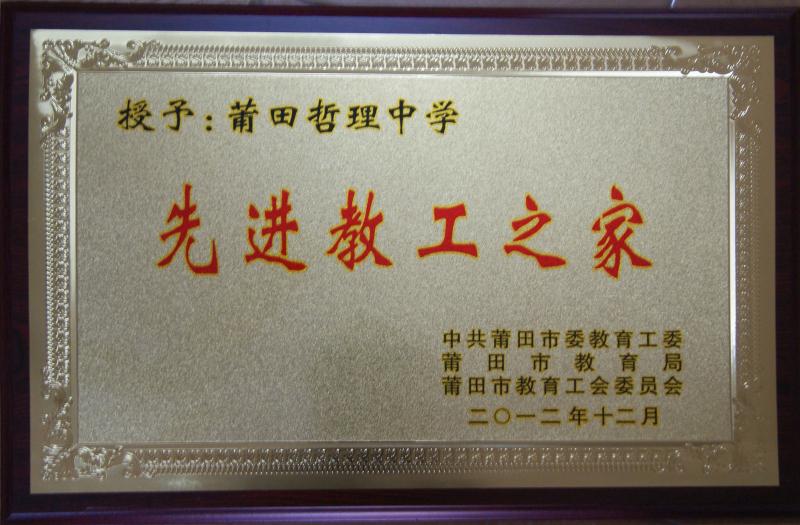 授予：莆田哲理中学
先进教工之家
中共莆田市委教育工委
莆田市教育局
莆田市教育工会委员会
二〇一二年十二月